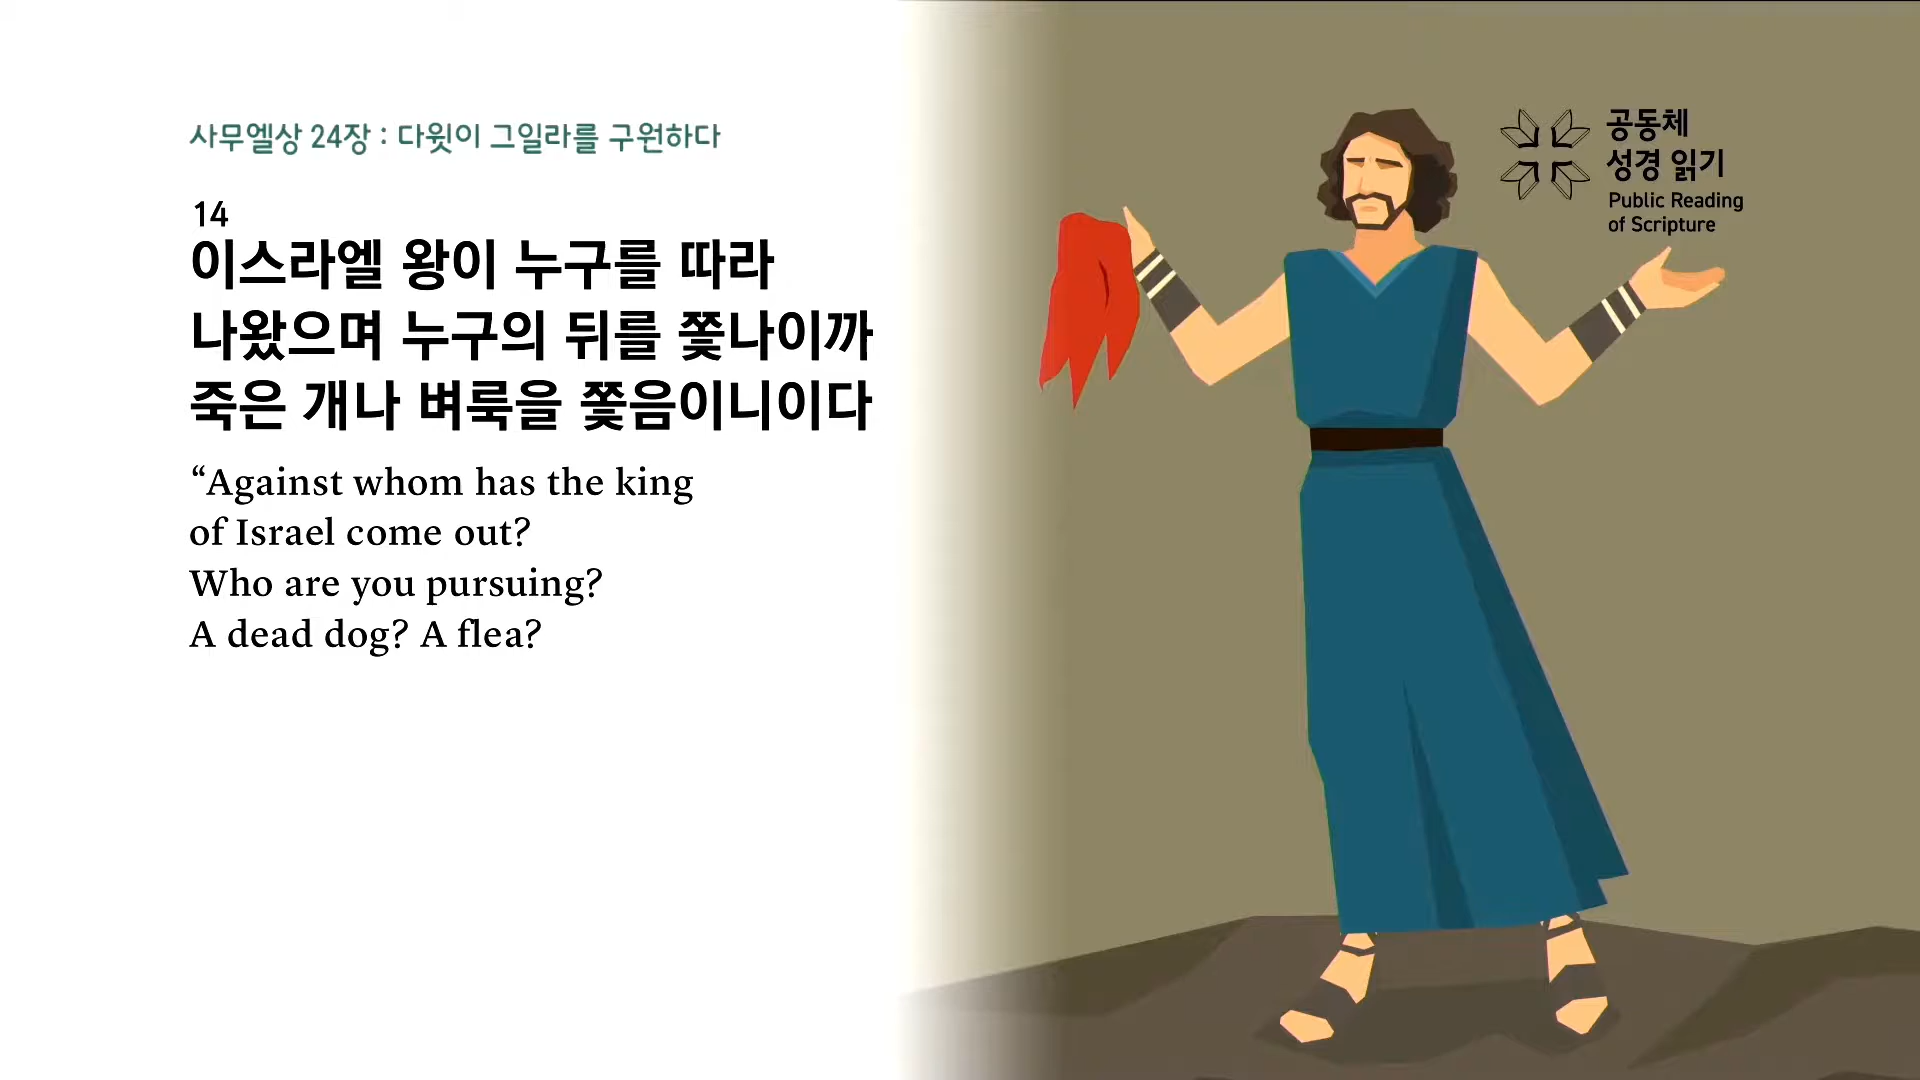 사무엘상 24장 : 다윗이 그일라를 구원하다
14
이스라엘 왕이 누구를 따라
나왔으며 누구의 뒤를 쫓나이까
죽은 개나 벼룩을 쫓음이니이다
“Against whom has the king
of Israel come out?
Who are you pursuing?
A dead dog? A flea?
공동체
성경 읽기
Public Reading
of Scripture